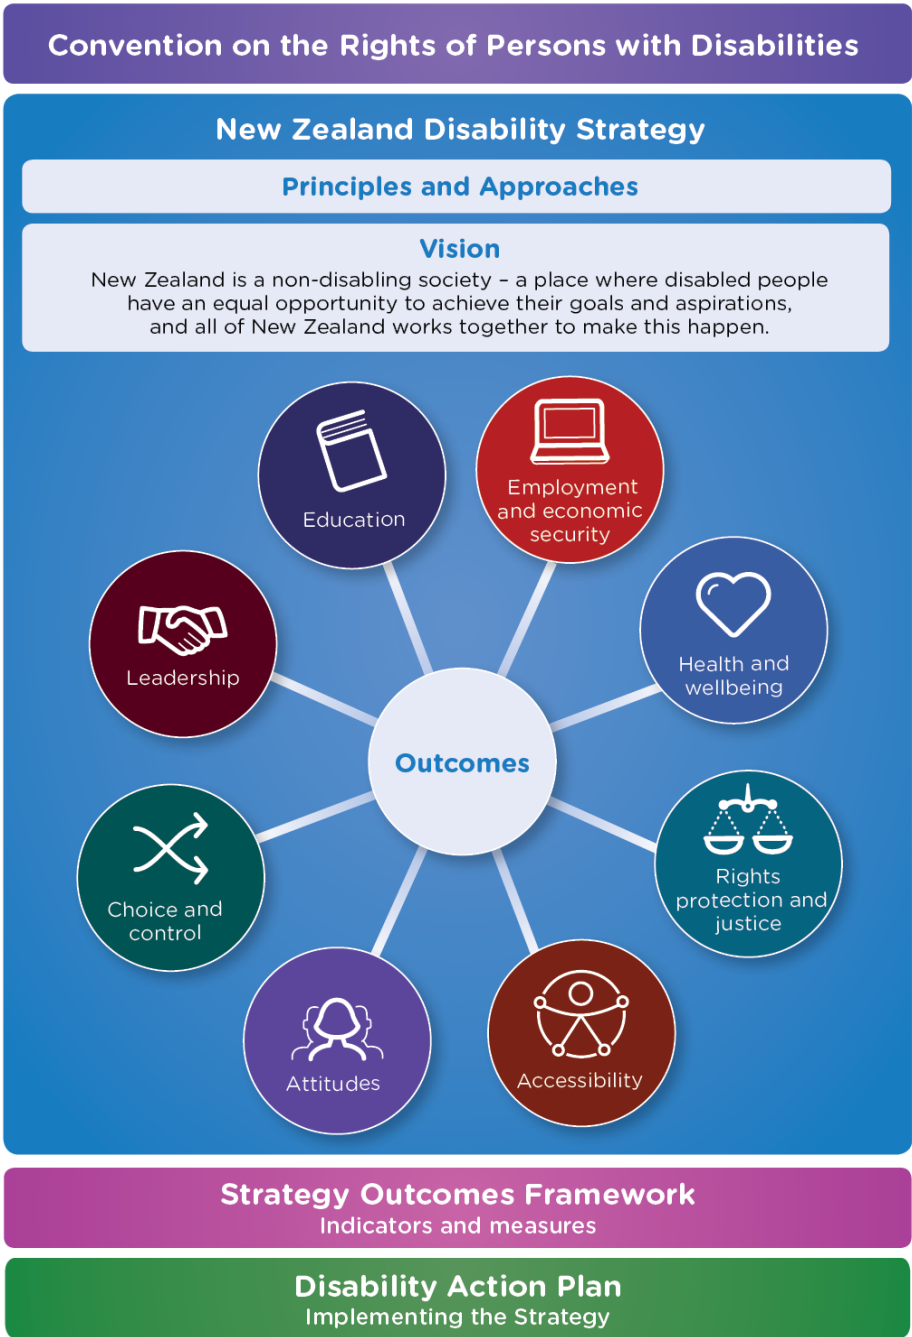 Convention on the Rights of Persons with Disabilities
New Zealand Disability Strategy
Principles and Approaches
Vision
New Zealand is a non-disabling society – a place where disabled people
have an equal opportunity to achieve their goals and aspirations,
and all of New Zealand works together to make this happen.
Education
Employment
and economic
security
Health and
wellbeing
Rights
protection and
justice
Accessibility
Attitudes
Choice and
control
Leadership
Outcomes
Strategy Outcomes Framework
Indicators and measures
Disability Action Plan
Implementing the Strategy